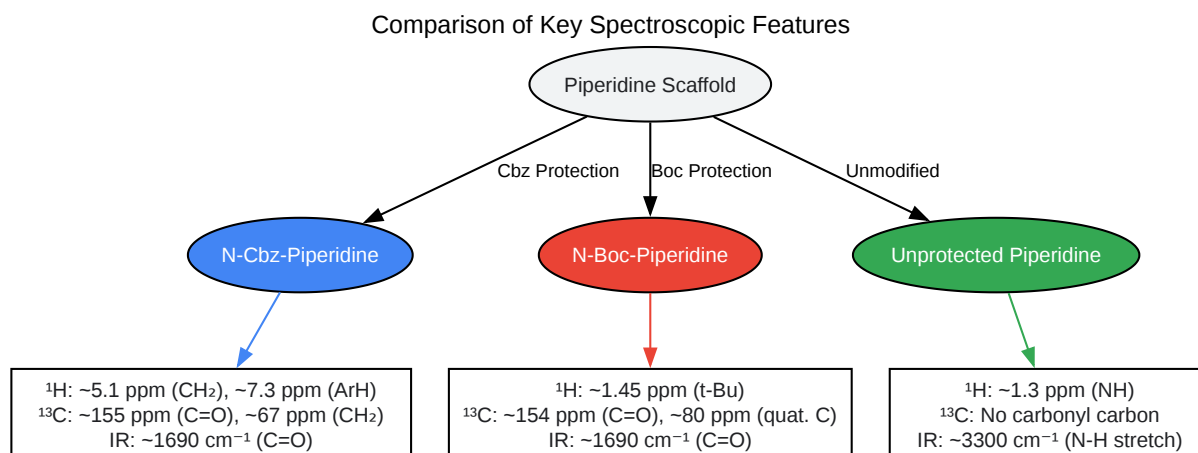 Comparison of Key Spectroscopic Features
Piperidine Scaffold
Cbz Protection
Boc Protection
Unmodified
N-Cbz-Piperidine
N-Boc-Piperidine
Unprotected Piperidine
¹H: ~5.1 ppm (CH₂), ~7.3 ppm (ArH)
¹³C: ~155 ppm (C=O), ~67 ppm (CH₂)
IR: ~1690 cm⁻¹ (C=O)
¹H: ~1.45 ppm (t-Bu)
¹³C: ~154 ppm (C=O), ~80 ppm (quat. C)
IR: ~1690 cm⁻¹ (C=O)
¹H: ~1.3 ppm (NH)
¹³C: No carbonyl carbon
IR: ~3300 cm⁻¹ (N-H stretch)